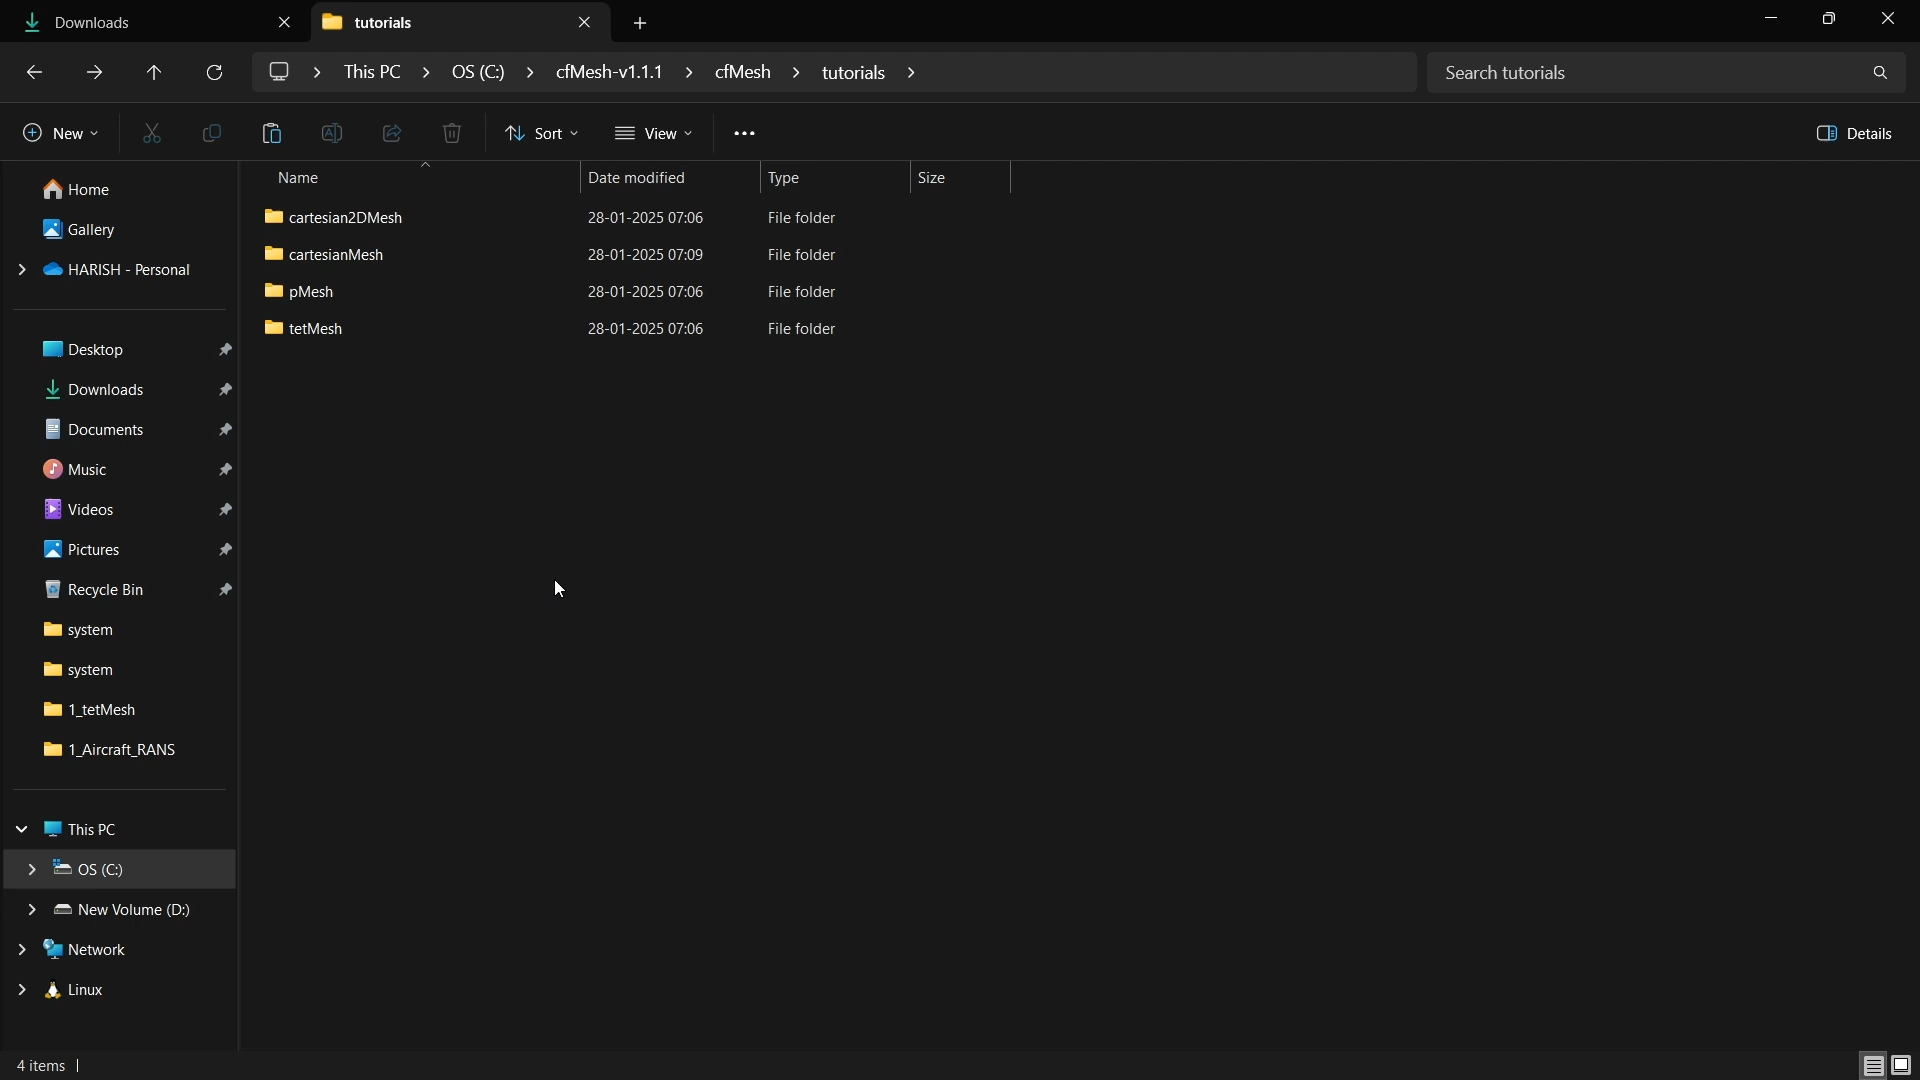 Downloads
tutorials
This PC > OS (C:) > cfMesh-v1.1.1 > cfMesh > tutorials >
Search tutorials
New
Sort
View
Details
Name Date modified Type Size
cartesian2DMesh 28-01-2025 07:06 File folder
cartesianMesh 28-01-2025 07:09 File folder
pMesh 28-01-2025 07:06 File folder
tetMesh 28-01-2025 07:06 File folder
Home
Gallery
HARISH - Personal
Desktop
Downloads
Documents
Music
Videos
Pictures
Recycle Bin
system
system
1_tetMesh
1_Aircraft_RANS
This PC
OS (C:)
New Volume (D:)
Network
Linux
4 items